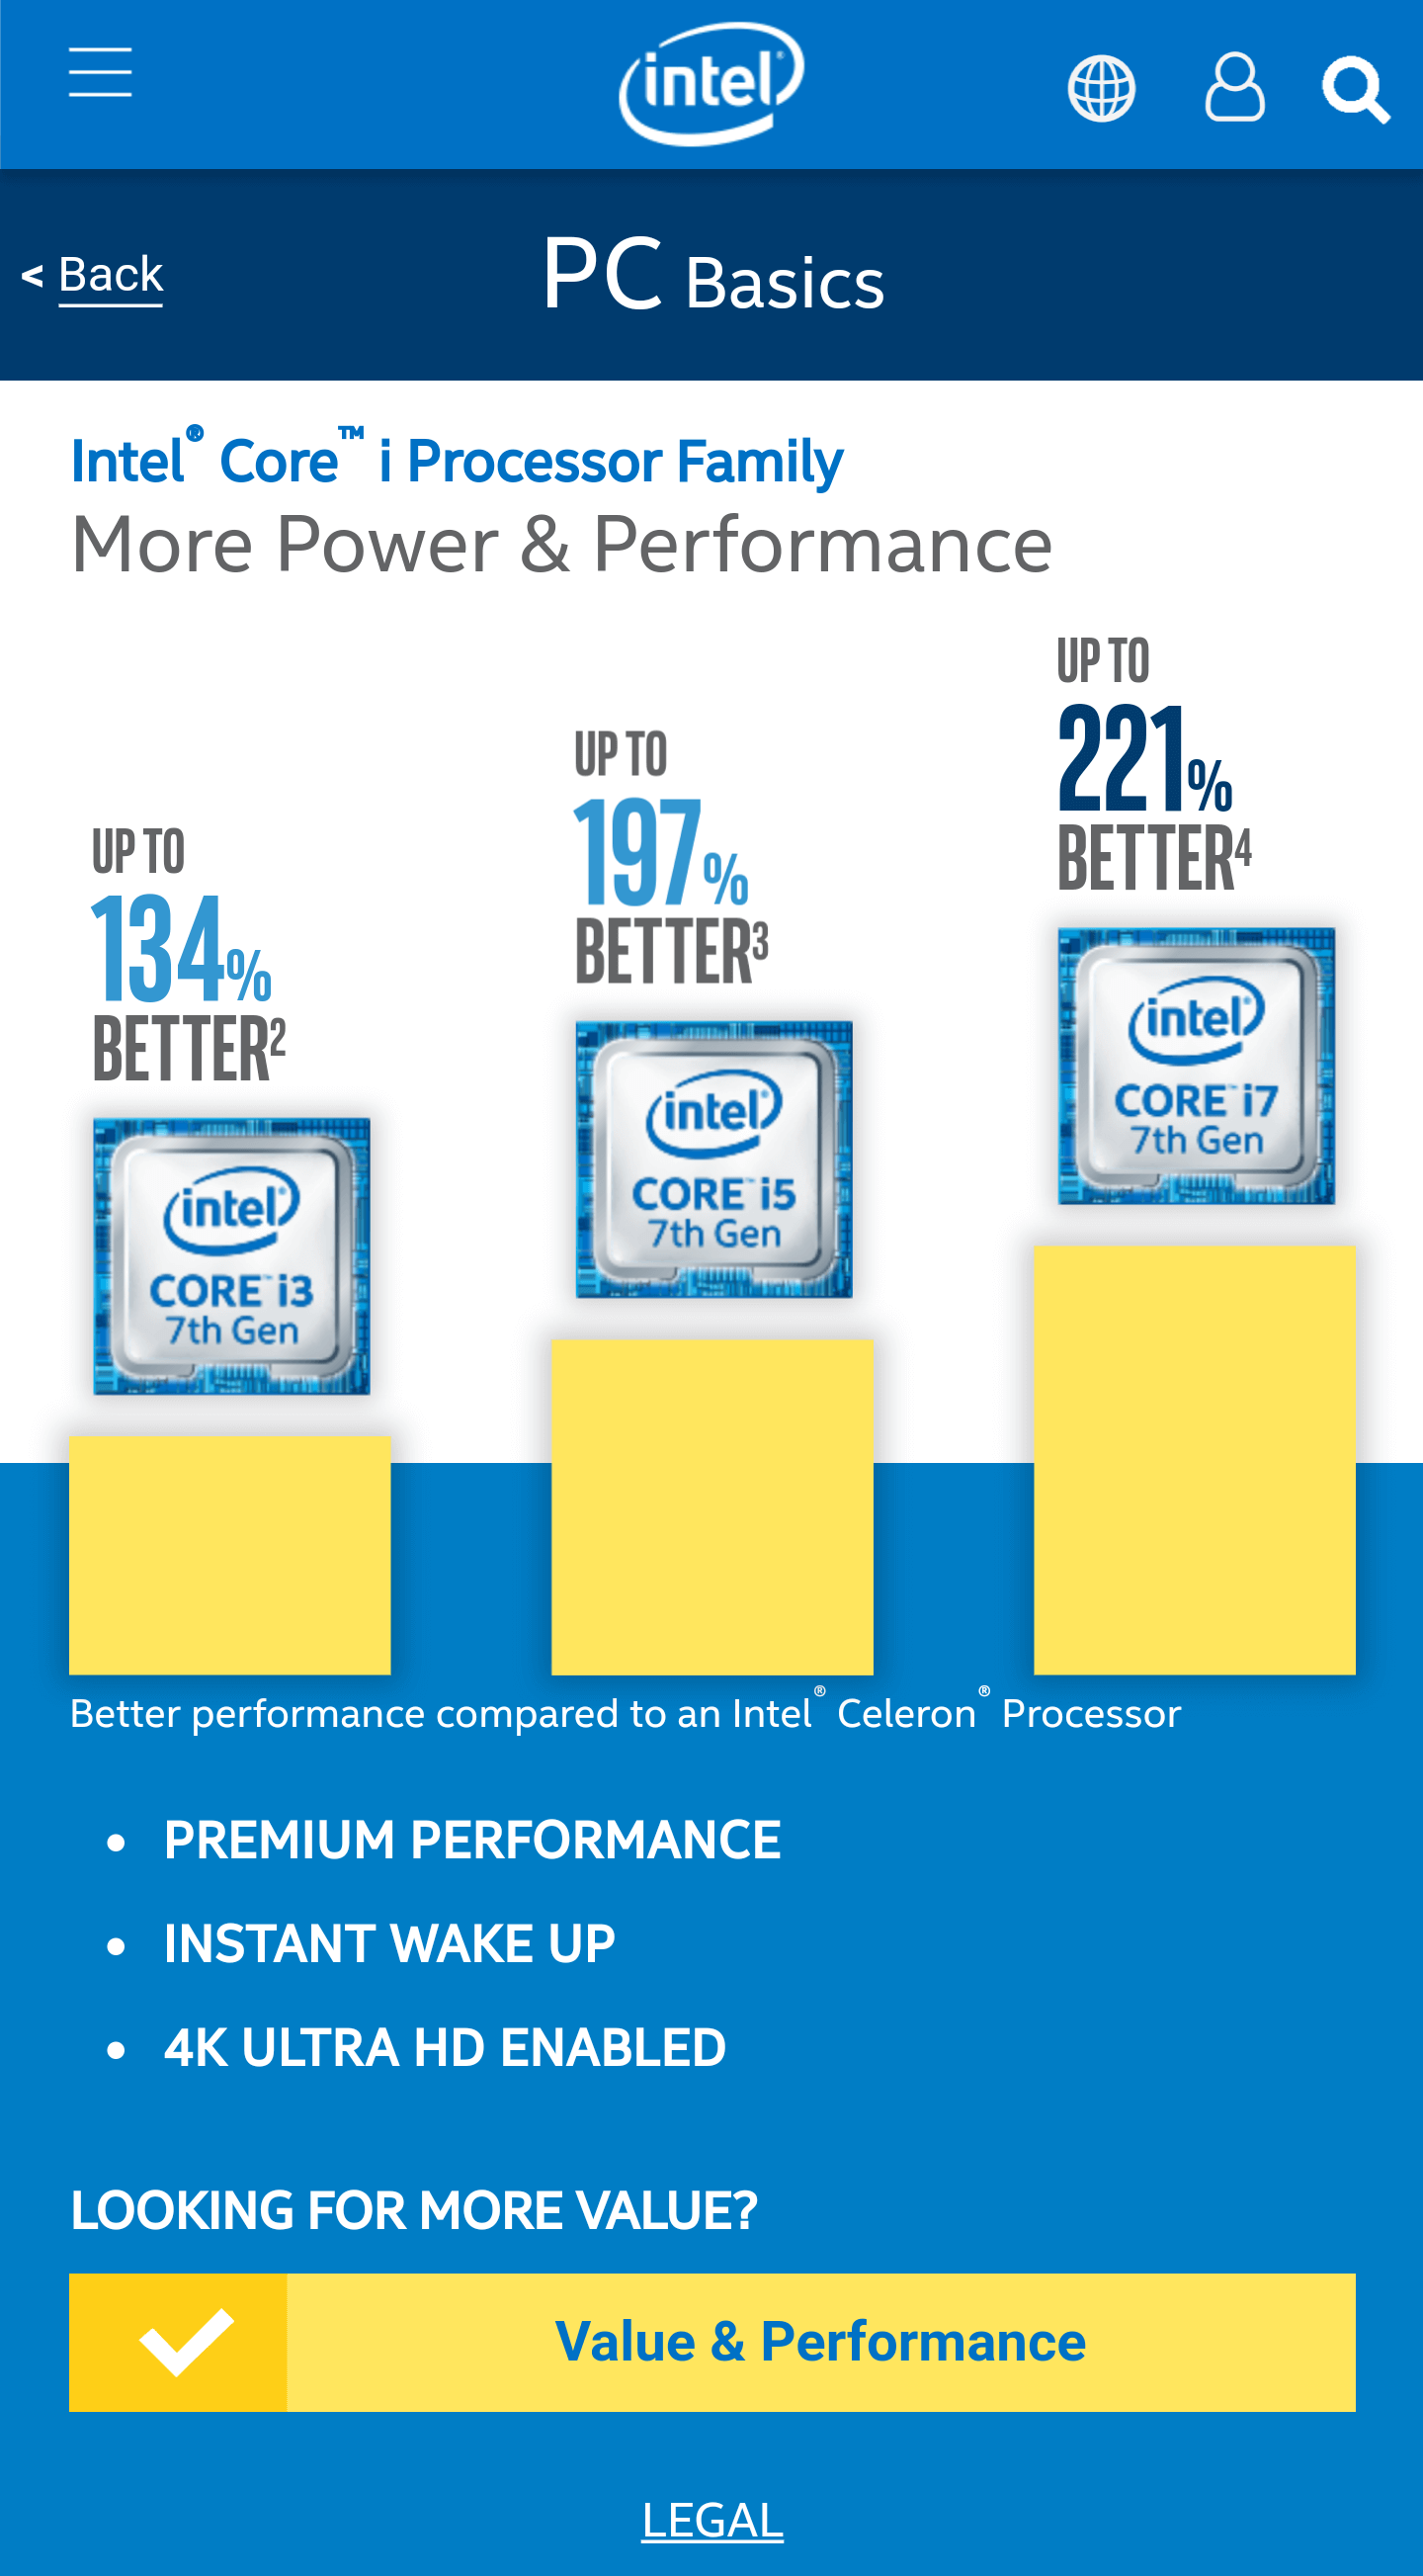 intel®
< Back
PC Basics
Intel® Core™ i Processor Family
More Power & Performance
UP TO
134%
BETTER2
intel®
CORE™ i3
7th Gen
UP TO
197%
BETTER3
intel®
CORE™ i5
7th Gen
UP TO
221%
BETTER4
intel®
CORE™ i7
7th Gen
Better performance compared to an Intel® Celeron® Processor
• PREMIUM PERFORMANCE
• INSTANT WAKE UP
• 4K ULTRA HD ENABLED
LOOKING FOR MORE VALUE?
Value & Performance
LEGAL